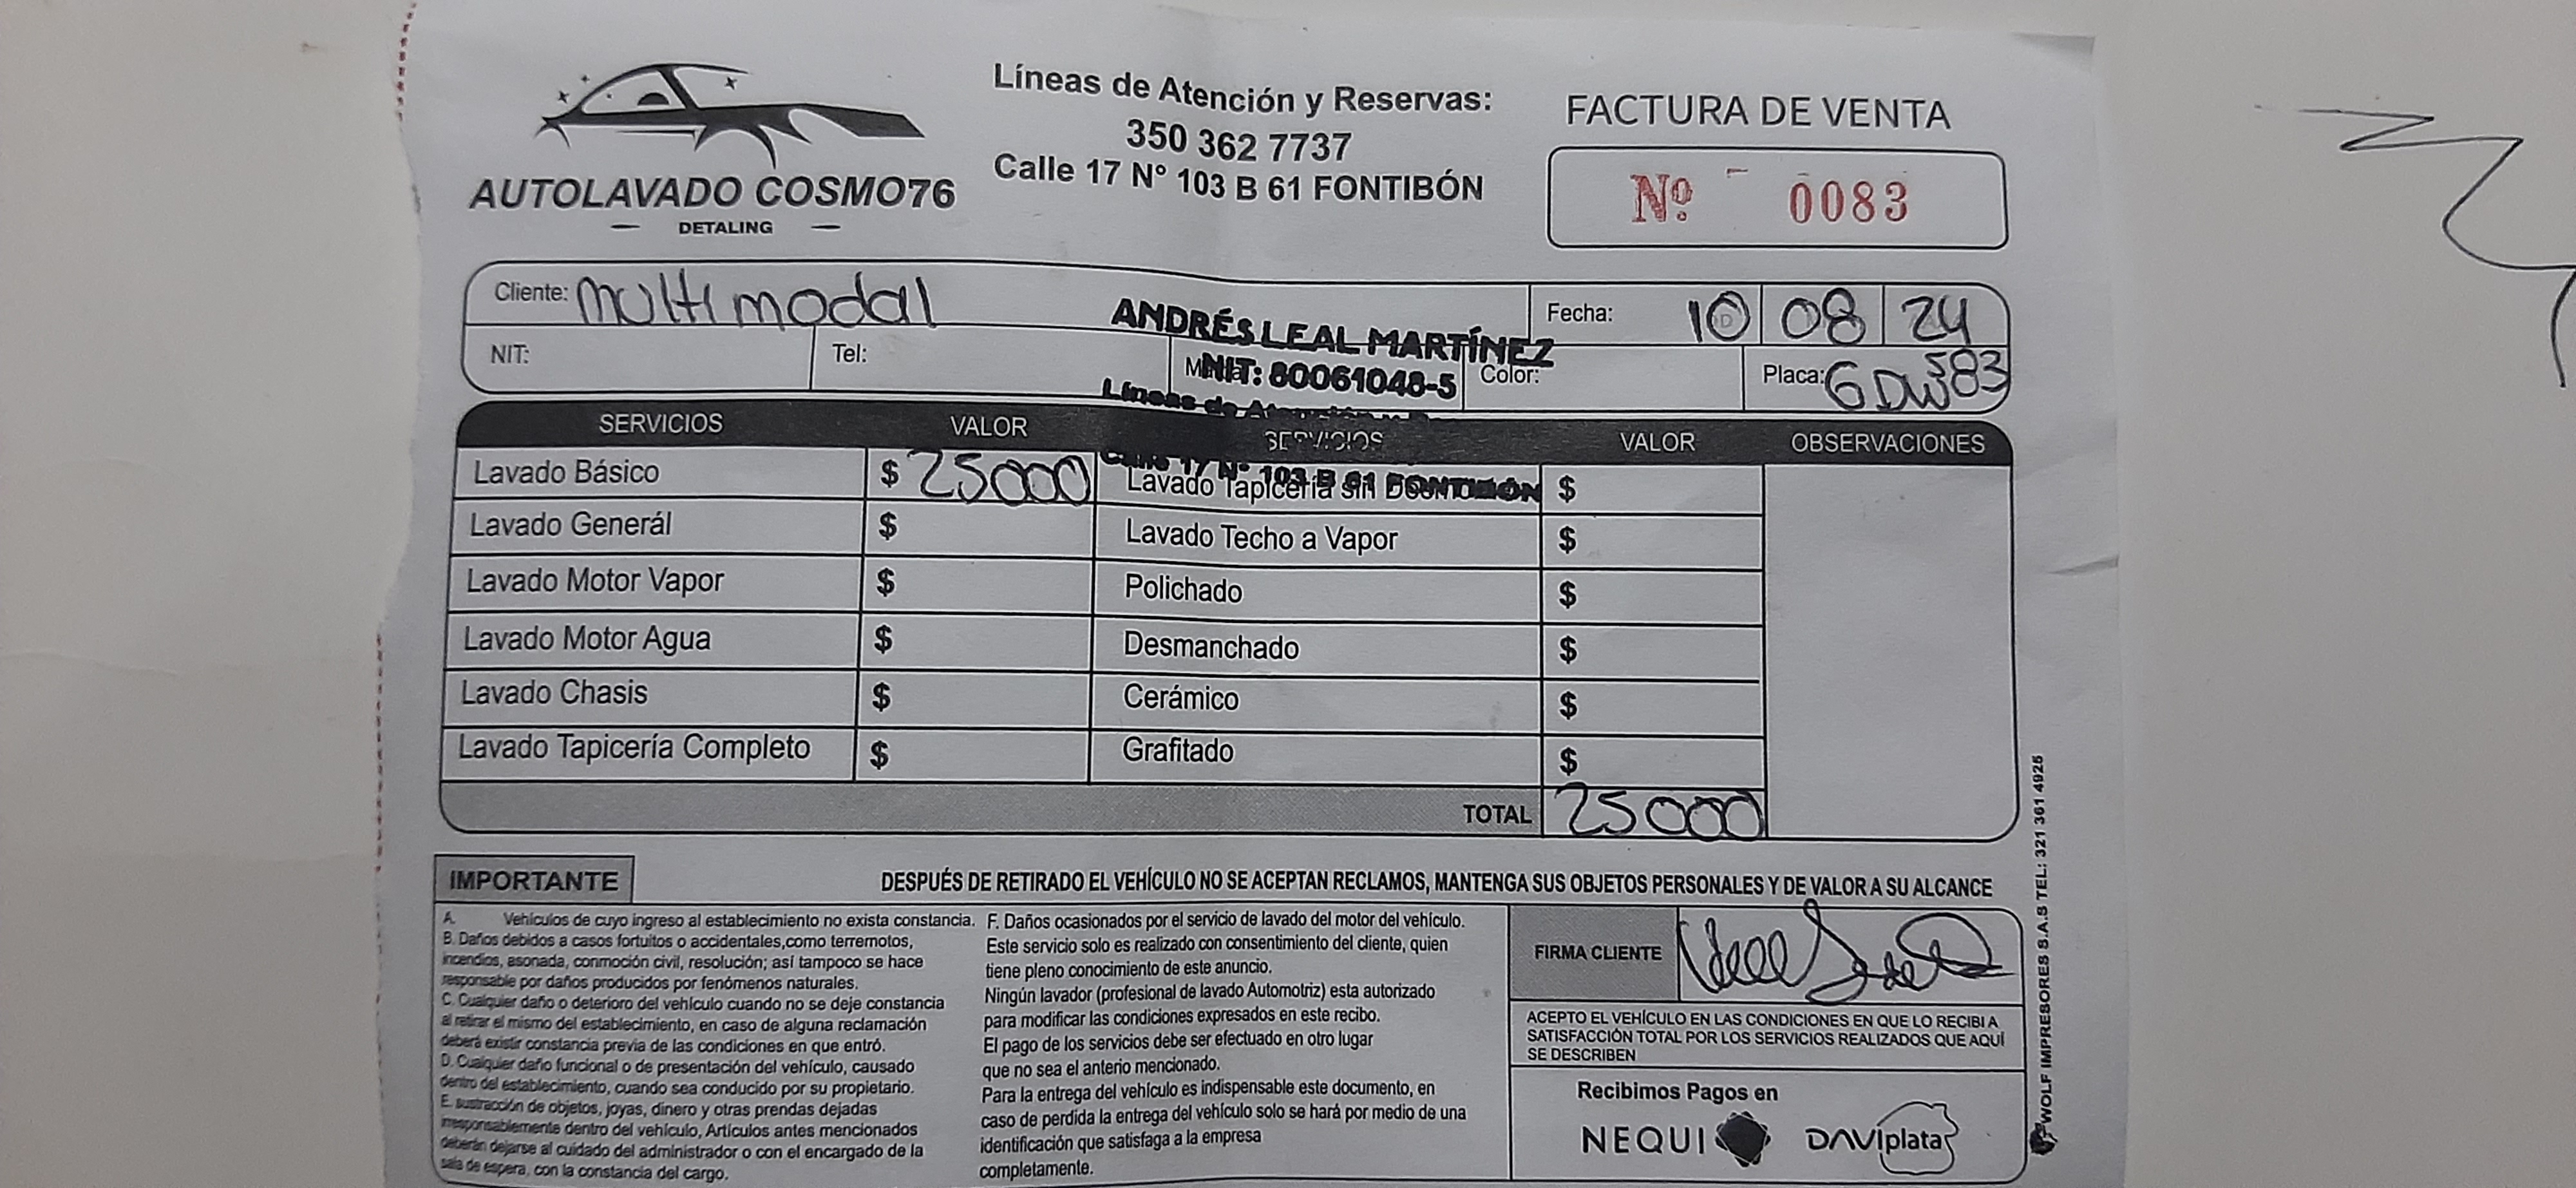 AUTOLAVADO COSMO76
DETALING
Líneas de Atención y Reservas:
350 362 7737
Calle 17 N° 103 B 61 FONTIBÓN
FACTURA DE VENTA
Nº 0083
Cliente: Multimodal
Fecha: 10 08 24
NIT:
Tel:
Color:
Placa: GDW583
ANDRÉS LEAL MARTÍNEZ
NIT: 80061048-5
Líneas de Atención y
Calle 17 N° 103 B 61 FONTIBÓN
SERVICIOS VALOR SERVICIOS VALOR OBSERVACIONES
Lavado Básico $ 25000 Lavado Tapicería sin $
Lavado Generál $ Lavado Techo a Vapor $
Lavado Motor Vapor $ Polichado $
Lavado Motor Agua $ Desmanchado $
Lavado Chasis $ Cerámico $
Lavado Tapicería Completo $ Grafitado $
TOTAL 25000
IMPORTANTE
DESPUÉS DE RETIRADO EL VEHÍCULO NO SE ACEPTAN RECLAMOS, MANTENGA SUS OBJETOS PERSONALES Y DE VALOR A SU ALCANCE
A. Vehículos de cuyo ingreso al establecimiento no exista constancia.
B. Daños debidos a casos fortuitos o accidentales,como terremotos,
incendios, asonada, conmoción civil, resolución; así tampoco se hace
responsable por daños producidos por fenómenos naturales.
C. Cualquier daño o deterioro del vehículo cuando no se deje constancia
al retirar el mismo del establecimiento, en caso de alguna reclamación
deberá existir constancia previa de las condiciones en que entró.
D. Cualquier daño funcional o de presentación del vehículo, causado
dentro del establecimiento, cuando sea conducido por su propietario.
E. sustracción de objetos, joyas, dinero y otras prendas dejadas
irresponsablemente dentro del vehículo, Artículos antes mencionados
deberán dejarse al cuidado del administrador o con el encargado de la
sala de espera, con la constancia del cargo.
F. Daños ocasionados por el servicio de lavado del motor del vehículo.
Este servicio solo es realizado con consentimiento del cliente, quien
tiene pleno conocimiento de este anuncio.
Ningún lavador (profesional de lavado Automotriz) esta autorizado
para modificar las condiciones expresados en este recibo.
El pago de los servicios debe ser efectuado en otro lugar
que no sea el anterio mencionado.
Para la entrega del vehículo es indispensable este documento, en
caso de perdida la entrega del vehículo solo se hará por medio de una
identificación que satisfaga a la empresa
completamente.
FIRMA CLIENTE
ACEPTO EL VEHÍCULO EN LAS CONDICIONES EN QUE LO RECIBI A
SATISFACCIÓN TOTAL POR LOS SERVICIOS REALIZADOS QUE AQUÍ
SE DESCRIBEN
Recibimos Pagos en
NEQUI DAVIplata
WOLF IMPRESORES S.A.S TEL.: 321 361 4925